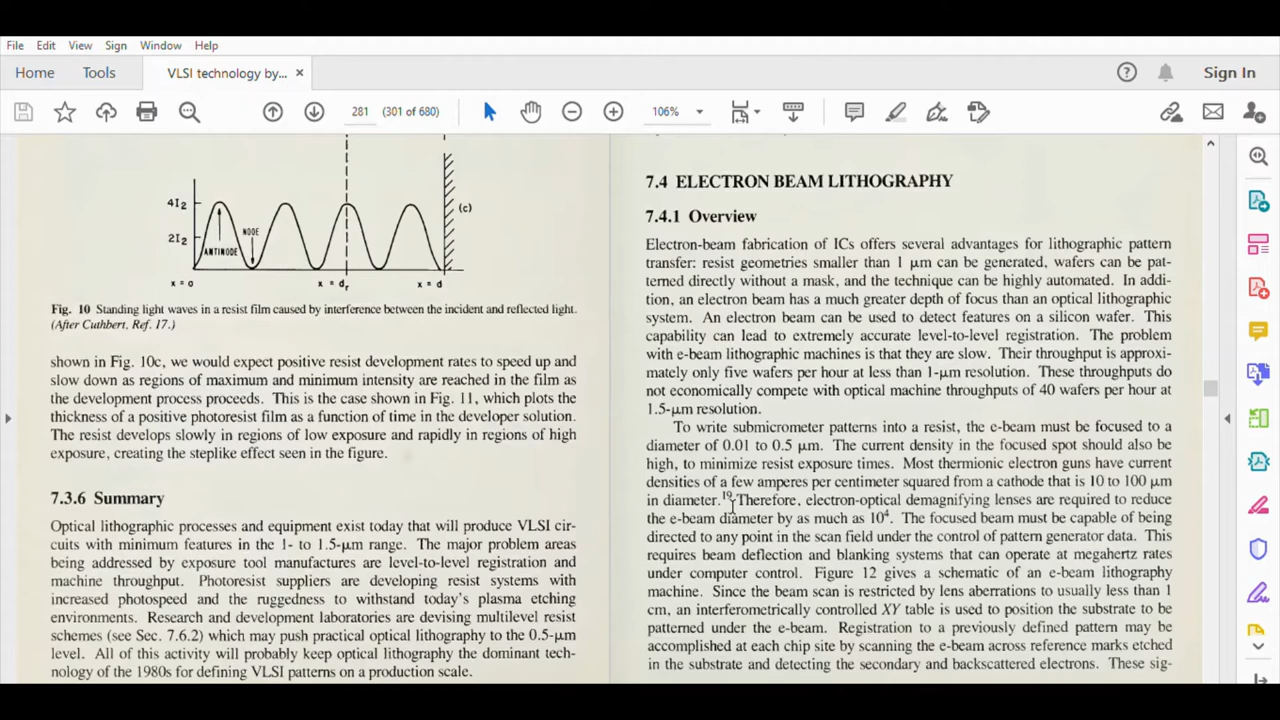 File Edit View Sign Window Help
Home Tools VLSI technology by... × Sign In
281 (301 of 680) 106%
4I2
2I2
ANTINODE
NODE
(c)
x = o x = dr x = d
Fig. 10 Standing light waves in a resist film caused by interference between the incident and reflected light.
(After Cuthbert, Ref. 17.)
shown in Fig. 10c, we would expect positive resist development rates to speed up and
slow down as regions of maximum and minimum intensity are reached in the film as
the development process proceeds. This is the case shown in Fig. 11, which plots the
thickness of a positive photoresist film as a function of time in the developer solution.
The resist develops slowly in regions of low exposure and rapidly in regions of high
exposure, creating the steplike effect seen in the figure.
7.3.6 Summary
Optical lithographic processes and equipment exist today that will produce VLSI cir-
cuits with minimum features in the 1- to 1.5-μm range. The major problem areas
being addressed by exposure tool manufactures are level-to-level registration and
machine throughput. Photoresist suppliers are developing resist systems with
increased photospeed and the ruggedness to withstand today's plasma etching
environments. Research and development laboratories are devising multilevel resist
schemes (see Sec. 7.6.2) which may push practical optical lithography to the 0.5-μm
level. All of this activity will probably keep optical lithography the dominant tech-
nology of the 1980s for defining VLSI patterns on a production scale.
7.4 ELECTRON BEAM LITHOGRAPHY
7.4.1 Overview
Electron-beam fabrication of ICs offers several advantages for lithographic pattern
transfer: resist geometries smaller than 1 μm can be generated, wafers can be pat-
terned directly without a mask, and the technique can be highly automated. In addi-
tion, an electron beam has a much greater depth of focus than an optical lithographic
system. An electron beam can be used to detect features on a silicon wafer. This
capability can lead to extremely accurate level-to-level registration. The problem
with e-beam lithographic machines is that they are slow. Their throughput is approxi-
mately only five wafers per hour at less than 1-μm resolution. These throughputs do
not economically compete with optical machine throughputs of 40 wafers per hour at
1.5-μm resolution.
To write submicrometer patterns into a resist, the e-beam must be focused to a
diameter of 0.01 to 0.5 μm. The current density in the focused spot should also be
high, to minimize resist exposure times. Most thermionic electron guns have current
densities of a few amperes per centimeter squared from a cathode that is 10 to 100 μm
in diameter.19 Therefore, electron-optical demagnifying lenses are required to reduce
the e-beam diameter by as much as 10⁴. The focused beam must be capable of being
directed to any point in the scan field under the control of pattern generator data. This
requires beam deflection and blanking systems that can operate at megahertz rates
under computer control. Figure 12 gives a schematic of an e-beam lithography
machine. Since the beam scan is restricted by lens aberrations to usually less than 1
cm, an interferometrically controlled XY table is used to position the substrate to be
patterned under the e-beam. Registration to a previously defined pattern may be
accomplished at each chip site by scanning the e-beam across reference marks etched
in the substrate and detecting the secondary and backscattered electrons. These sig-